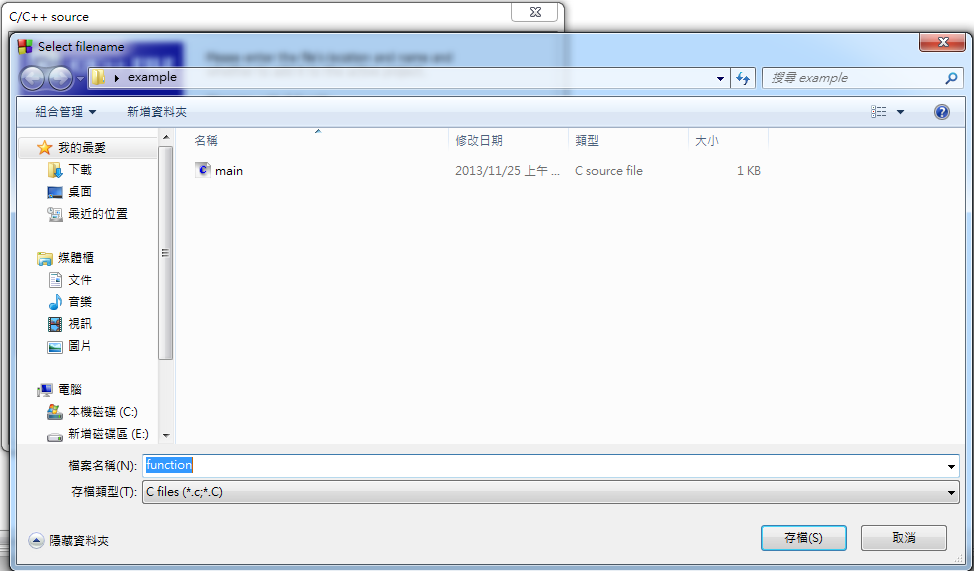 C/C++ source
Select filename
Please enter the file's location and name and
example
搜尋 example
組合管理 新增資料夾
名稱 修改日期 類型 大小
main 2013/11/25 上午 ... C source file 1 KB
我的最愛
下載
桌面
最近的位置
媒體櫃
文件
音樂
視訊
圖片
電腦
本機磁碟 (C:)
新增磁碟區 (E:)
檔案名稱(N): function
存檔類型(T): C files (*.c;*.C)
隱藏資料夾 存檔(S) 取消